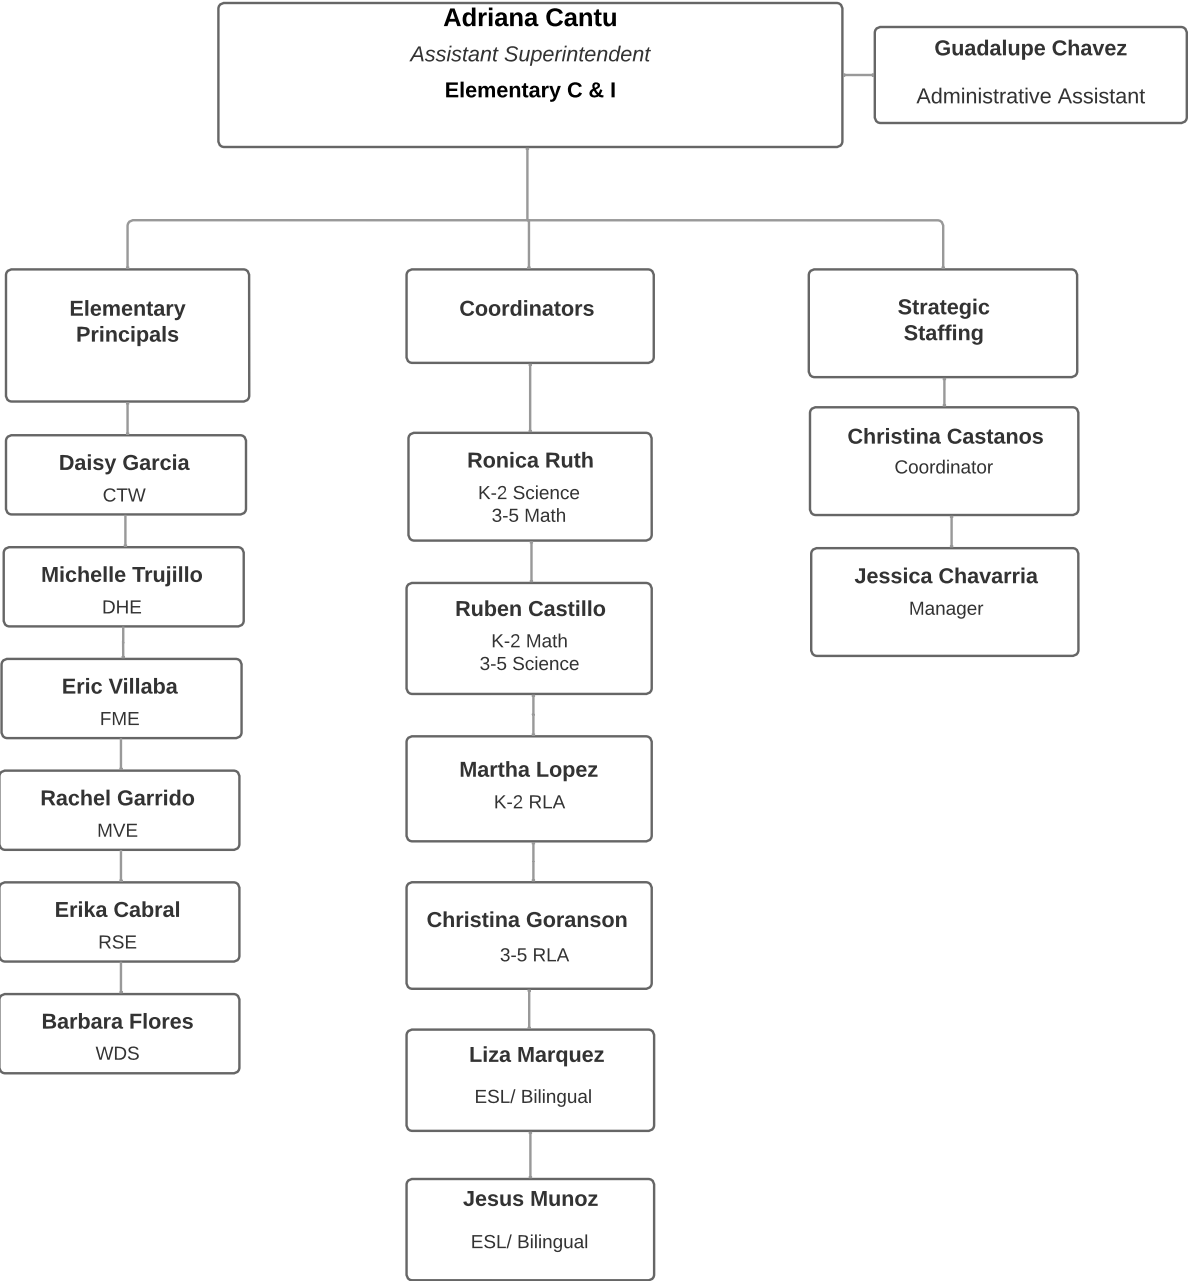 Adriana Cantu
Assistant Superintendent
Elementary C & I
Guadalupe Chavez
Administrative Assistant
Elementary
Principals
Daisy Garcia
CTW
Michelle Trujillo
DHE
Eric Villaba
FME
Rachel Garrido
MVE
Erika Cabral
RSE
Barbara Flores
WDS
Coordinators
Ronica Ruth
K-2 Science
3-5 Math
Ruben Castillo
K-2 Math
3-5 Science
Martha Lopez
K-2 RLA
Christina Goranson
3-5 RLA
Liza Marquez
ESL/ Bilingual
Jesus Munoz
ESL/ Bilingual
Strategic
Staffing
Christina Castanos
Coordinator
Jessica Chavarria
Manager